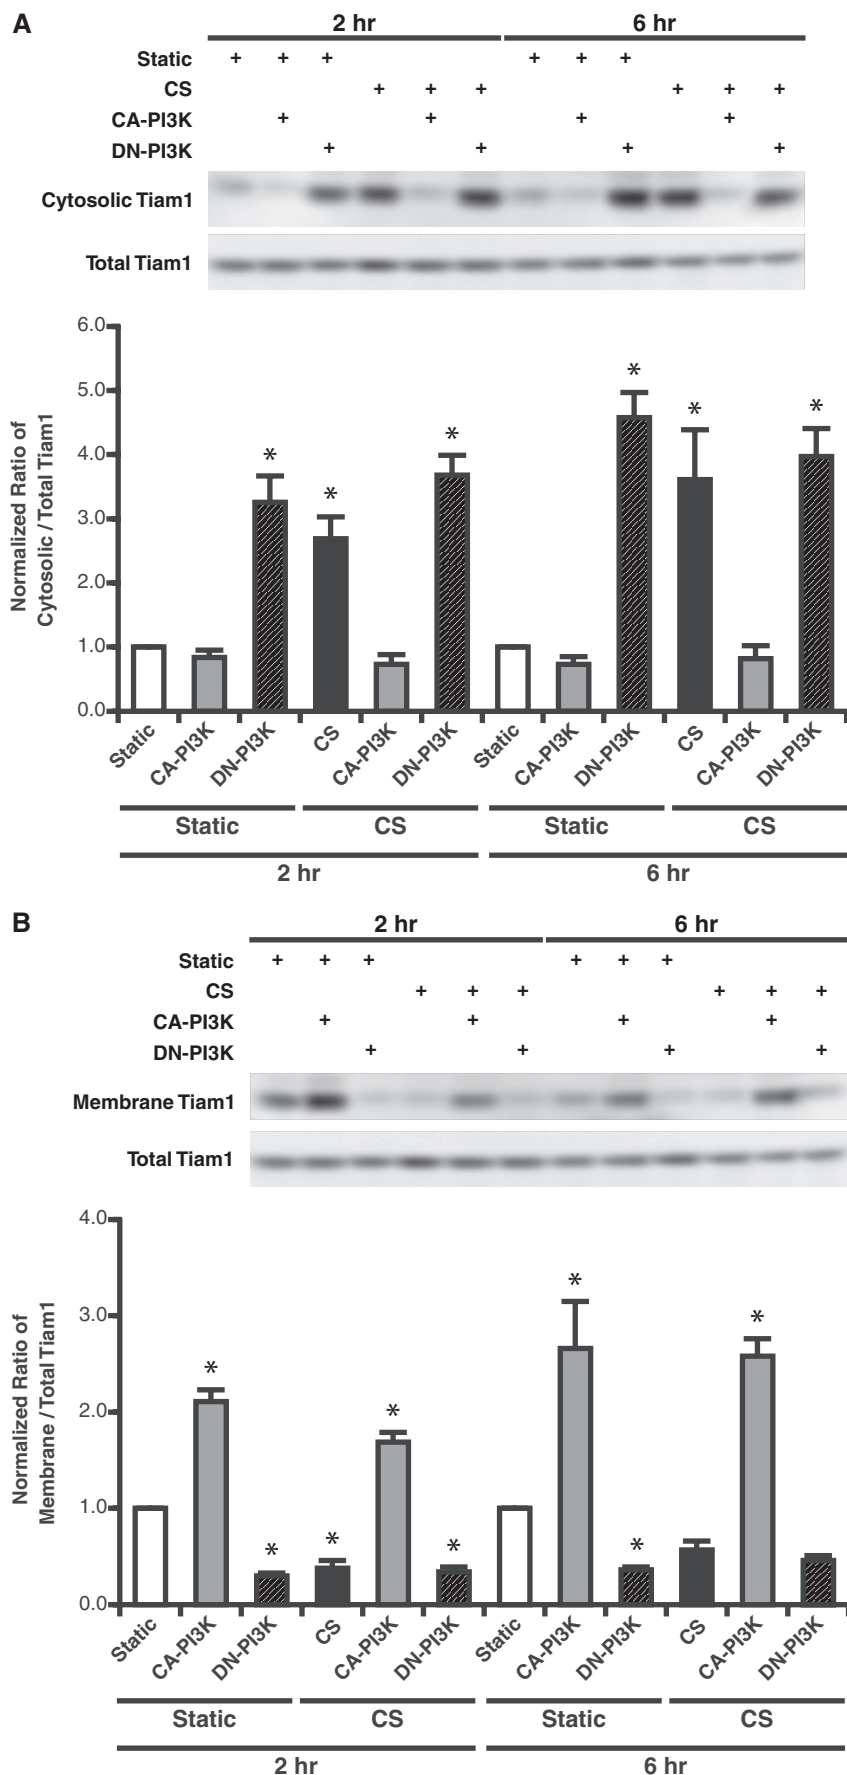 A
2 hr 6 hr
Static + + + + + +
CS + + + + + +
CA-PI3K + + + +
DN-PI3K + + + +
Cytosolic Tiam1
Total Tiam1
Normalized Ratio of
Cytosolic / Total Tiam1
6.0
5.0
4.0
3.0
2.0
1.0
0.0
* * * * * *
Static CA-PI3K DN-PI3K CS CA-PI3K DN-PI3K Static CA-PI3K DN-PI3K CS CA-PI3K DN-PI3K
Static CS Static CS
2 hr 6 hr
B
2 hr 6 hr
Static + + + + + +
CS + + + + + +
CA-PI3K + + + +
DN-PI3K + + + +
Membrane Tiam1
Total Tiam1
Normalized Ratio of
Membrane / Total Tiam1
4.0
3.0
2.0
1.0
0.0
* * * * * * * *
Static CA-PI3K DN-PI3K CS CA-PI3K DN-PI3K Static CA-PI3K DN-PI3K CS CA-PI3K DN-PI3K
Static CS Static CS
2 hr 6 hr